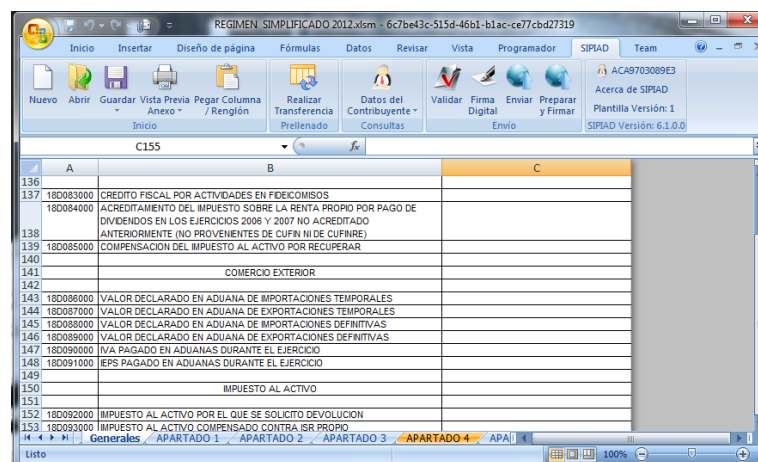 REGIMEN SIMPLIFICADO 2012.xlsm - 6c7be43c-515d-46b1-b1ac-ce77cbd27319
Inicio Insertar Diseño de página Fórmulas Datos Revisar Vista Programador SIPIAD Team
Nuevo Abrir Guardar Vista Previa Anexo Pegar Columna / Renglón Realizar Transferencia Datos del Contribuyente Validar Firma Digital Enviar Preparar y Firmar
ACA9703089E3
Acerca de SIPIAD
Plantilla Versión: 1
Inicio Prellenado Consultas Envío SIPIAD Versión: 6.1.0.0
C155 fx
A B C
136
137 18D083000 CREDITO FISCAL POR ACTIVIDADES EN FIDEICOMISOS
18D084000 ACREDITAMIENTO DEL IMPUESTO SOBRE LA RENTA PROPIO POR PAGO DE
DIVIDENDOS EN LOS EJERCICIOS 2006 Y 2007 NO ACREDITADO
138 ANTERIORMENTE (NO PROVENIENTES DE CUFIN NI DE CUFINRE)
139 18D085000 COMPENSACION DEL IMPUESTO AL ACTIVO POR RECUPERAR
140
141 COMERCIO EXTERIOR
142
143 18D086000 VALOR DECLARADO EN ADUANA DE IMPORTACIONES TEMPORALES
144 18D087000 VALOR DECLARADO EN ADUANA DE EXPORTACIONES TEMPORALES
145 18D088000 VALOR DECLARADO EN ADUANA DE IMPORTACIONES DEFINITIVAS
146 18D089000 VALOR DECLARADO EN ADUANA DE EXPORTACIONES DEFINITIVAS
147 18D090000 IVA PAGADO EN ADUANAS DURANTE EL EJERCICIO
148 18D091000 IEPS PAGADO EN ADUANAS DURANTE EL EJERCICIO
149
150 IMPUESTO AL ACTIVO
151
152 18D092000 IMPUESTO AL ACTIVO POR EL QUE SE SOLICITO DEVOLUCION
153 18D093000 IMPUESTO AL ACTIVO COMPENSADO CONTRA ISR PROPIO
Generales APARTADO 1 APARTADO 2 APARTADO 3 APARTADO 4 APA
Listo 100%